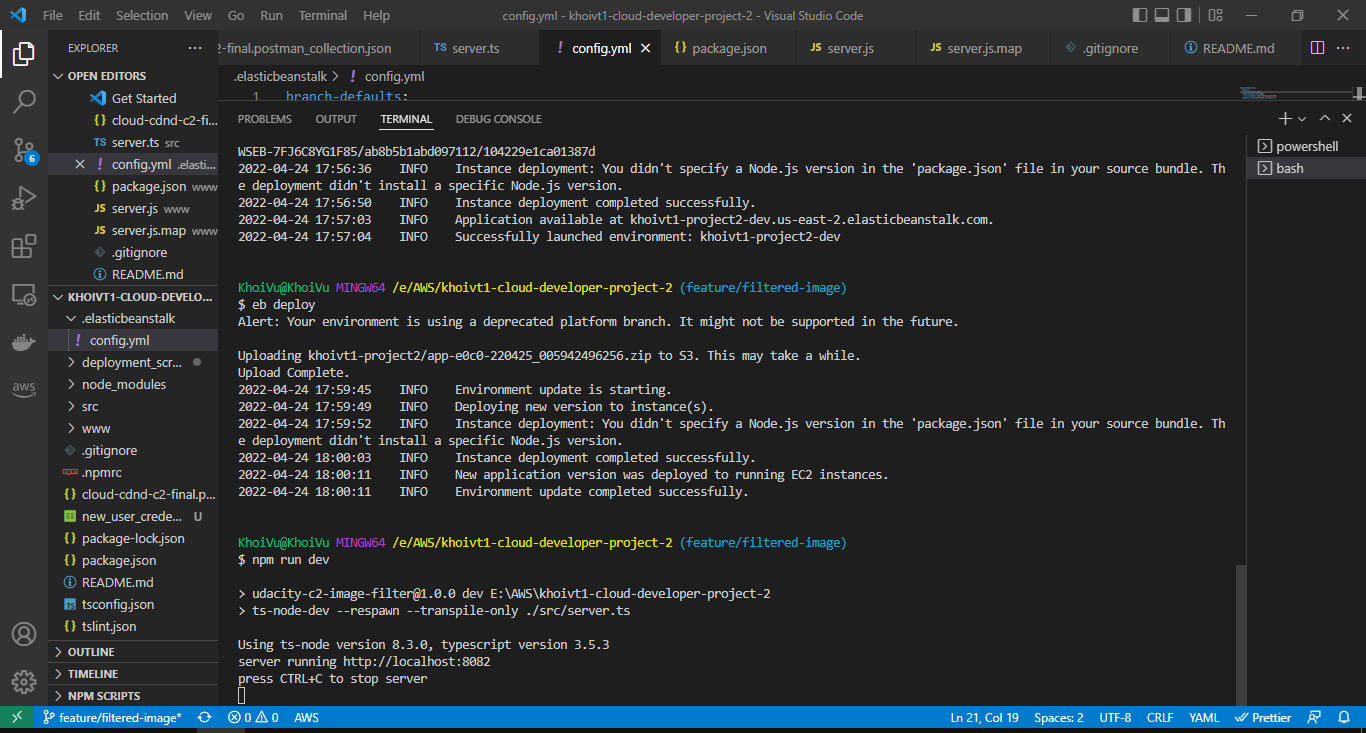 File Edit Selection View Go Run Terminal Help config.yml - khoivt1-cloud-developer-project-2 - Visual Studio Code
EXPLORER ...
2-final.postman_collection.json TS server.ts ! config.yml {} package.json JS server.js JS server.js.map .gitignore README.md ...
OPEN EDITORS
Get Started
{} cloud-cdnd-c2-fi...
TS server.ts src
! config.yml .elastic...
{} package.json www
JS server.js www
JS server.js.map www
.gitignore
README.md
KHOIVT1-CLOUD-DEVELO...
.elasticbeanstalk
! config.yml
deployment_scr...
node_modules
src
www
.gitignore
.npmrc
{} cloud-cdnd-c2-final.p...
new_user_crede... U
{} package-lock.json
{} package.json
README.md
TS tsconfig.json
{} tslint.json
OUTLINE
TIMELINE
NPM SCRIPTS
6
aws
.elasticbeanstalk > ! config.yml
1 branch-defaults:
PROBLEMS OUTPUT TERMINAL DEBUG CONSOLE
powershell
bash
WSEB-7FJ6C8YG1F85/ab8b5b1abd097112/104229e1ca01387d
2022-04-24 17:56:36 INFO Instance deployment: You didn't specify a Node.js version in the 'package.json' file in your source bundle. Th
e deployment didn't install a specific Node.js version.
2022-04-24 17:56:50 INFO Instance deployment completed successfully.
2022-04-24 17:57:03 INFO Application available at khoivt1-project2-dev.us-east-2.elasticbeanstalk.com.
2022-04-24 17:57:04 INFO Successfully launched environment: khoivt1-project2-dev
KhoiVu@KhoiVu MINGW64 /e/AWS/khoivt1-cloud-developer-project-2 (feature/filtered-image)
$ eb deploy
Alert: Your environment is using a deprecated platform branch. It might not be supported in the future.
Uploading khoivt1-project2/app-e0c0-220425_005942496256.zip to S3. This may take a while.
Upload Complete.
2022-04-24 17:59:45 INFO Environment update is starting.
2022-04-24 17:59:49 INFO Deploying new version to instance(s).
2022-04-24 17:59:52 INFO Instance deployment: You didn't specify a Node.js version in the 'package.json' file in your source bundle. Th
e deployment didn't install a specific Node.js version.
2022-04-24 18:00:03 INFO Instance deployment completed successfully.
2022-04-24 18:00:11 INFO New application version was deployed to running EC2 instances.
2022-04-24 18:00:11 INFO Environment update completed successfully.
KhoiVu@KhoiVu MINGW64 /e/AWS/khoivt1-cloud-developer-project-2 (feature/filtered-image)
$ npm run dev
> udacity-c2-image-filter@1.0.0 dev E:\AWS\khoivt1-cloud-developer-project-2
> ts-node-dev --respawn --transpile-only ./src/server.ts
Using ts-node version 8.3.0, typescript version 3.5.3
server running http://localhost:8082
press CTRL+C to stop server
feature/filtered-image* 0 0 AWS Ln 21, Col 19 Spaces: 2 UTF-8 CRLF YAML Prettier